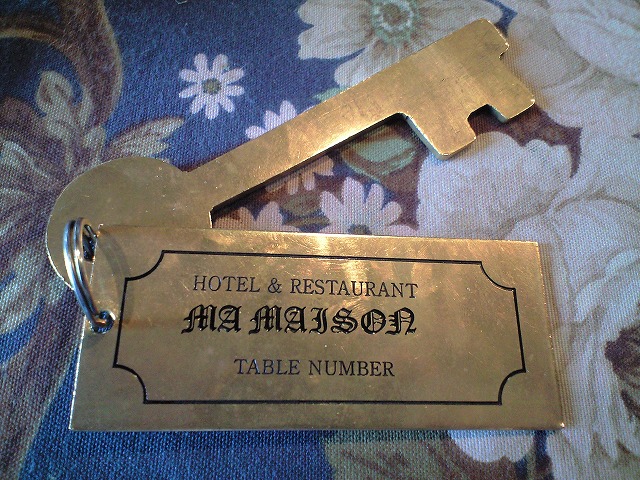 HOTEL & RESTAURANT
MA MAISON
TABLE NUMBER